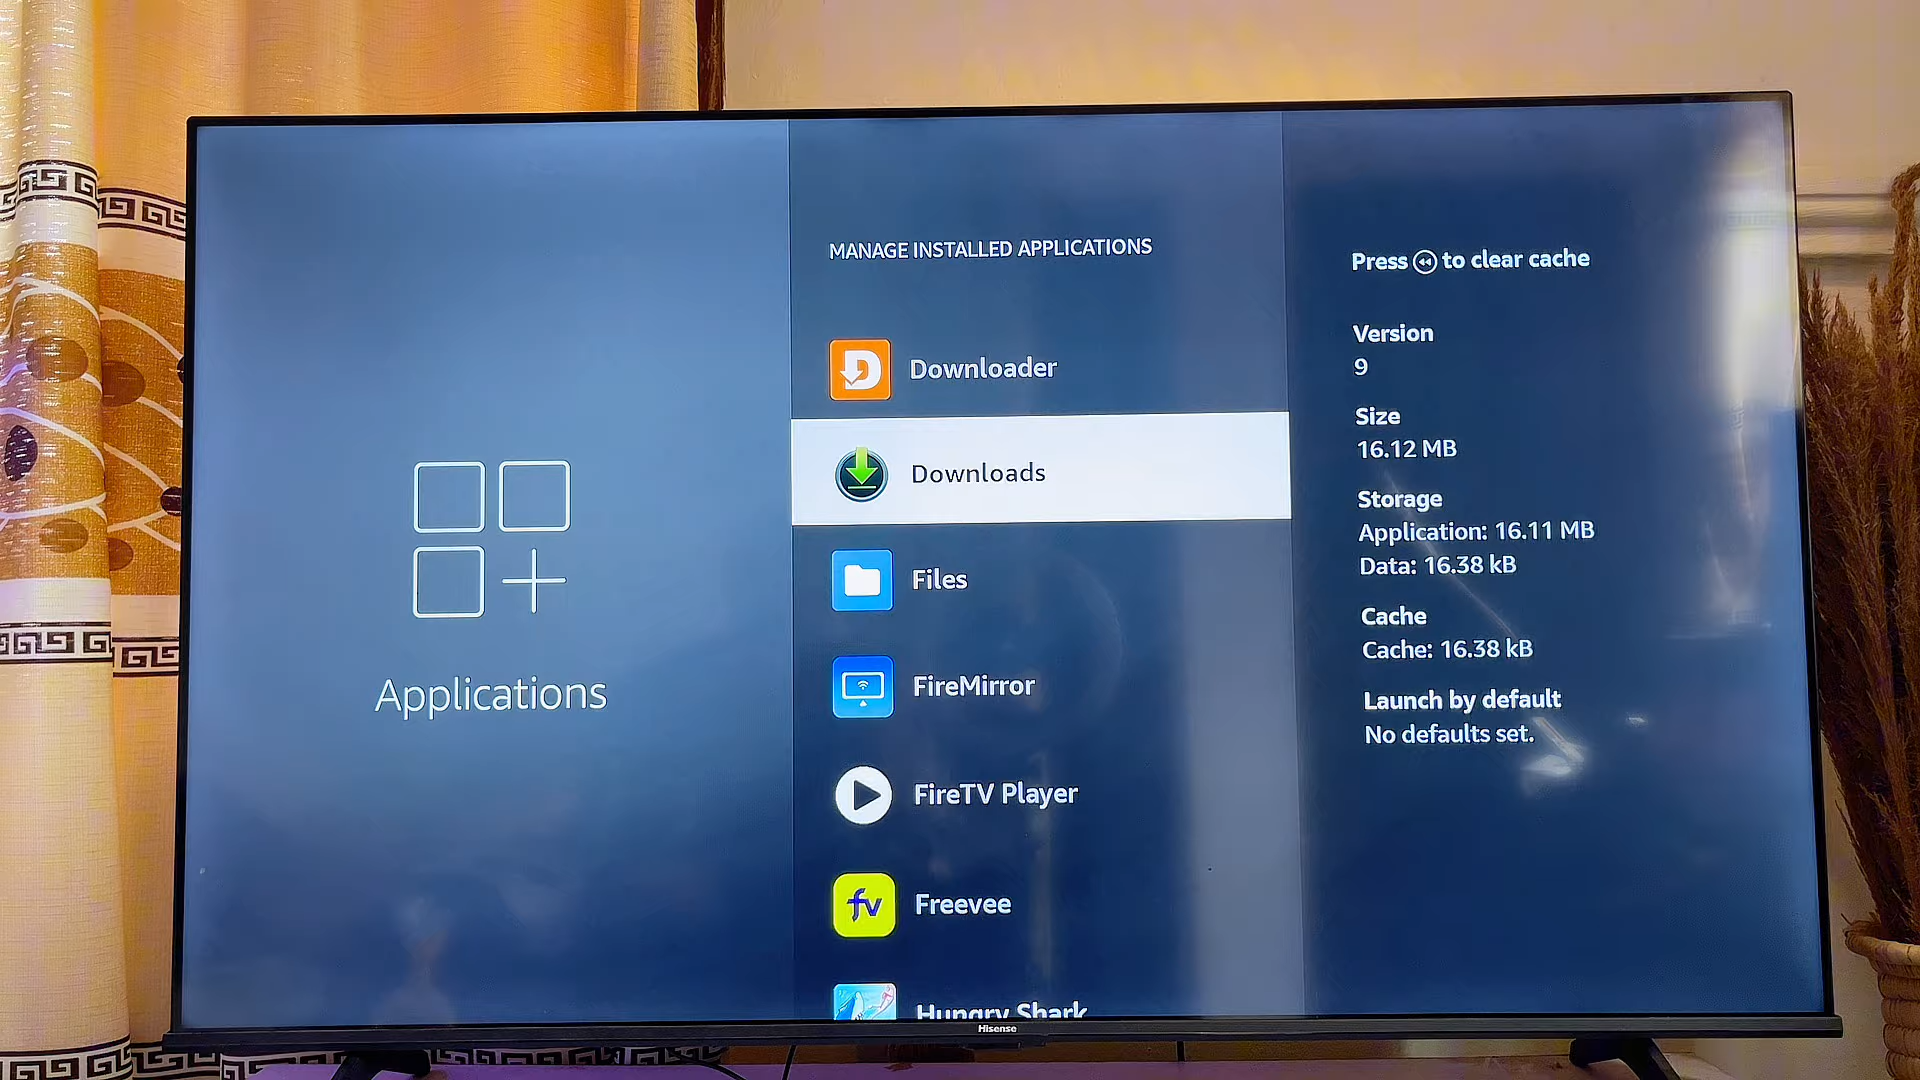 MANAGE INSTALLED APPLICATIONS
Downloader
Downloads
Files
FireMirror
FireTV Player
fv Freevee
Hungry Shark
Applications
Press to clear cache
Version
9
Size
16.12 MB
Storage
Application: 16.11 MB
Data: 16.38 kB
Cache
Cache: 16.38 kB
Launch by default
No defaults set.
Hisense